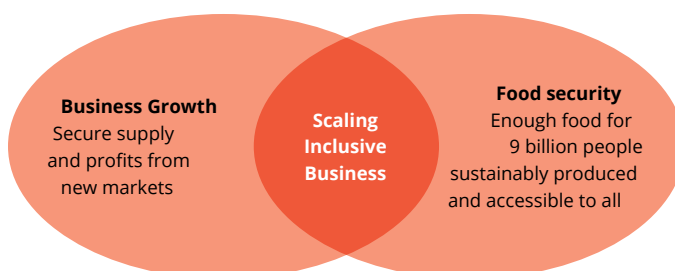 Business Growth
Secure supply
and profits from
new markets
Scaling
Inclusive
Business
Food security
Enough food for
9 billion people
sustainably produced
and accessible to all